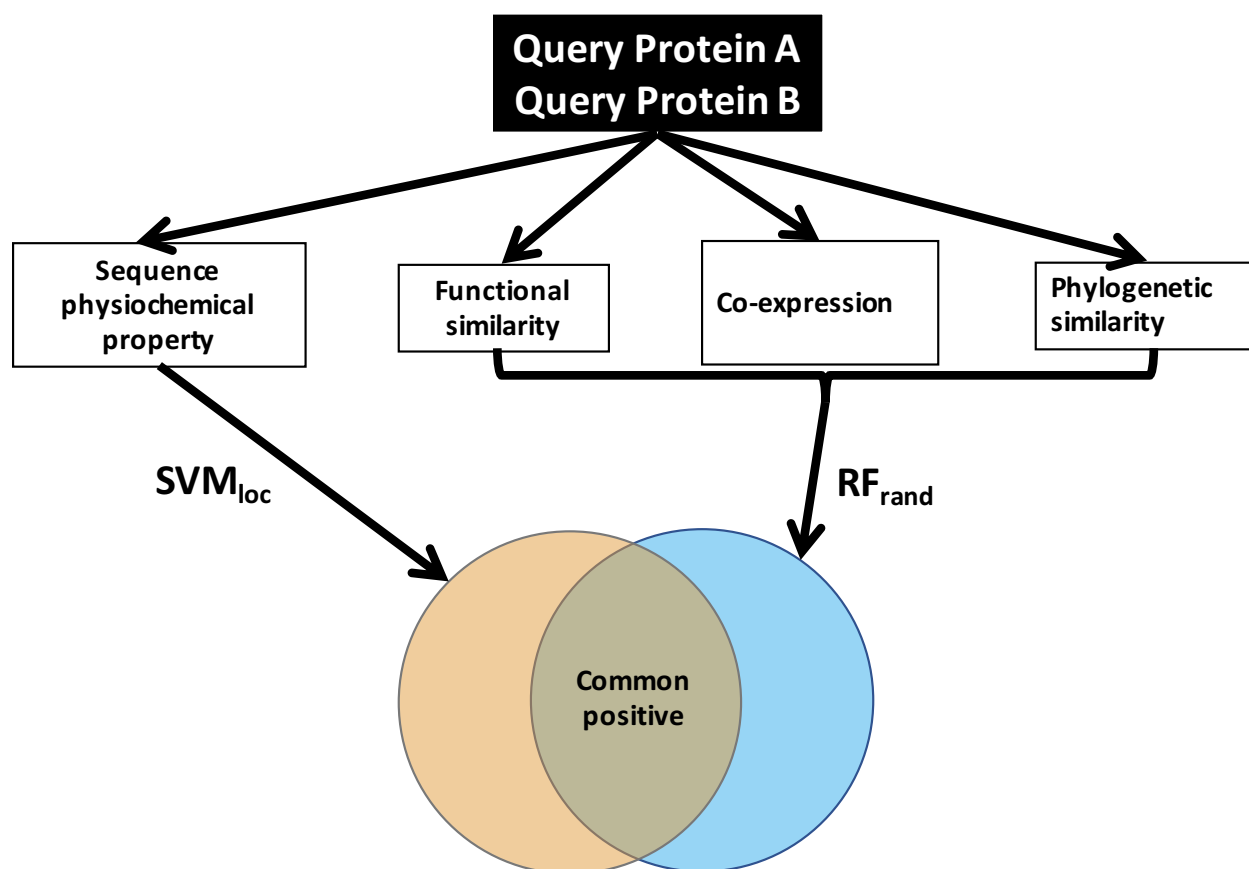 Query Protein A
Query Protein B
Sequence
physiochemical
property
Functional
similarity
Co-expression
Phylogenetic
similarity
SVMloc
RFrand
Common
positive